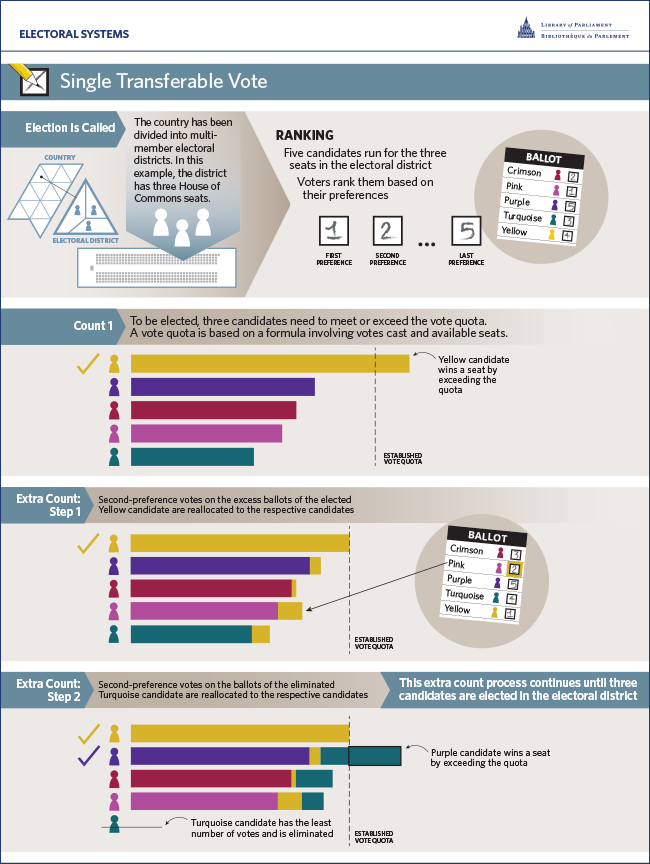 ELECTORAL SYSTEMS
LIBRARY of PARLIAMENT
BIBLIOTHÈQUE du PARLEMENT
Single Transferable Vote
Election Is Called
The country has been
divided into multi-
member electoral
districts. In this
example, the district
has three House of
Commons seats.
COUNTRY
ELECTORAL DISTRICT
RANKING
Five candidates run for the three
seats in the electoral district
Voters rank them based on
their preferences
1 2 ... 5
FIRST
PREFERENCE
SECOND
PREFERENCE
LAST
PREFERENCE
BALLOT
Crimson 2
Pink 1
Purple 5
Turquoise 3
Yellow 4
Count 1
To be elected, three candidates need to meet or exceed the vote quota.
A vote quota is based on a formula involving votes cast and available seats.
Yellow candidate
wins a seat by
exceeding the
quota
ESTABLISHED
VOTE QUOTA
Extra Count:
Step 1
Second-preference votes on the excess ballots of the elected
Yellow candidate are reallocated to the respective candidates
BALLOT
Crimson 3
Pink 2
Purple 5
Turquoise 4
Yellow 1
ESTABLISHED
VOTE QUOTA
Extra Count:
Step 2
Second-preference votes on the ballots of the eliminated
Turquoise candidate are reallocated to the respective candidates
This extra count process continues until three
candidates are elected in the electoral district
Purple candidate wins a seat
by exceeding the quota
Turquoise candidate has the least
number of votes and is eliminated
ESTABLISHED
VOTE QUOTA